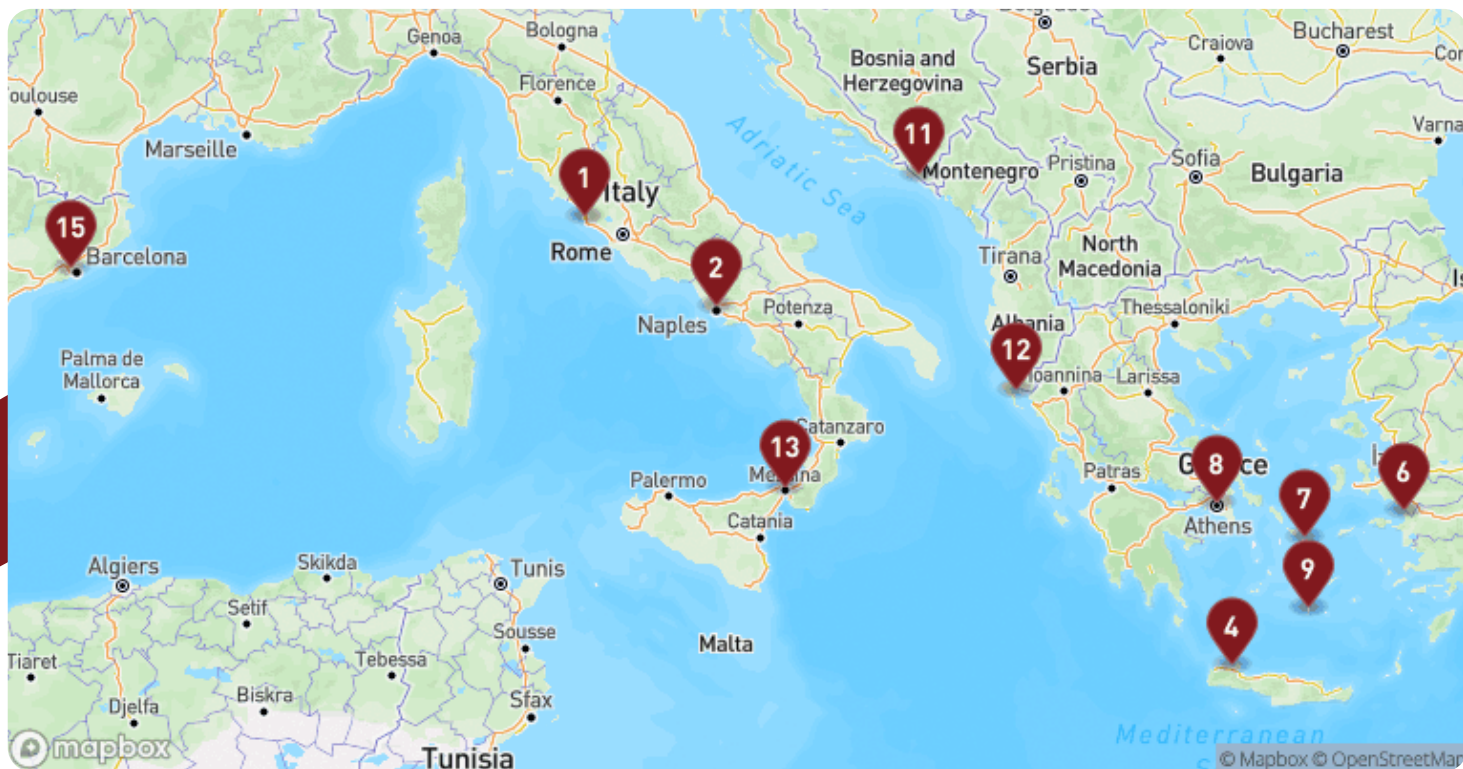 Genoa
Bologna
Bucharest
Craiova
Bosnia and
Herzegovina
Serbia
Florence
oulouse
Marseille
Adriatic Sea
11
Montenegro
Pristina
Sofia
Varna
Bulgaria
1
Italy
Rome
15
Barcelona
2
Naples
Potenza
Tirana
North
Macedonia
Thessaloniki
Albania
12
Larissa
Palma de
Mallorca
13
Catanzaro
Palermo
Catania
Patras
8
Athens
6
7
9
4
Algiers
Skikda
Tunis
Setif
Sousse
Malta
Tiaret
Tebessa
Biskra
Djelfa
Sfax
Tunisia
Mediterranean
mapbox
© Mapbox © OpenStreetMap